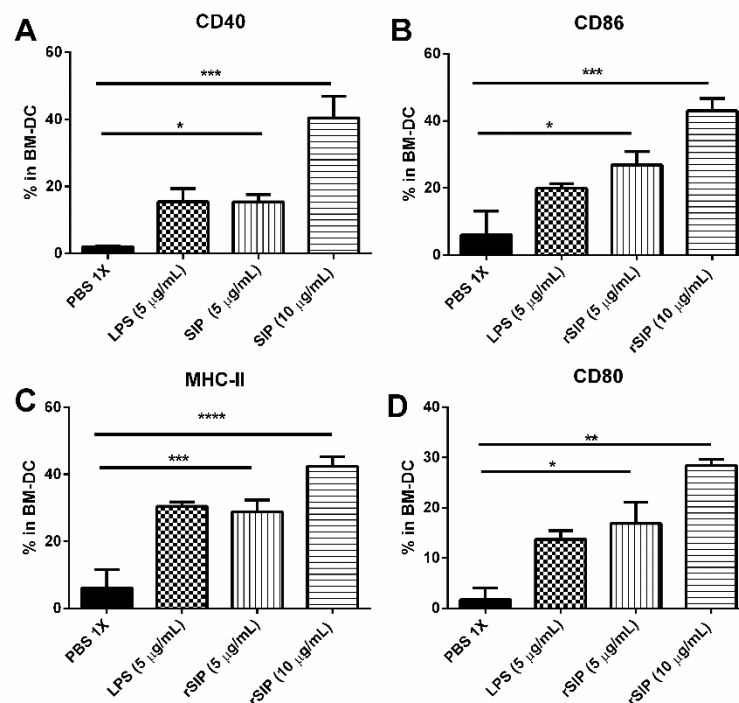 A
CD40
% in BM-DC
60
***
40
*
20
0
PBS 1X
LPS (5 μg/mL)
SIP (5 μg/mL)
SIP (10 μg/mL)
B
CD86
% in BM-DC
60
***
40
*
20
0
PBS 1X
LPS (5 μg/mL)
rSIP (5 μg/mL)
rSIP (10 μg/mL)
C
MHC-II
% in BM-DC
60
****
40
***
20
0
PBS 1X
LPS (5 μg/mL)
rSIP (5 μg/mL)
rSIP (10 μg/mL)
D
CD80
% in BM-DC
40
**
30
*
20
10
0
PBS 1X
LPS (5 μg/mL)
rSIP (5 μg/mL)
rSIP (10 μg/mL)